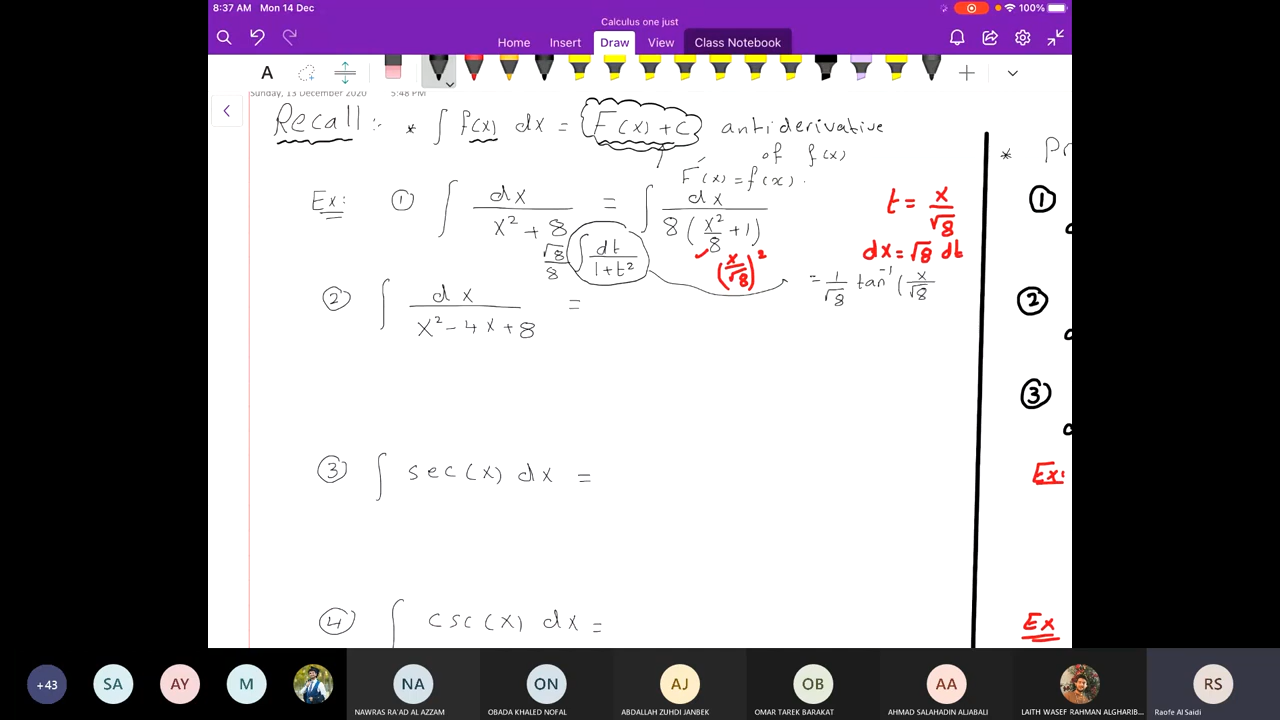 8:37 AM Mon 14 Dec
100%
Calculus one just
Home Insert Draw View Class Notebook
A
Sunday, 13 December 2020 5:48 PM
Recall :- * ∫ f(x) dx = F(x) + C antiderivative
of f(x)
F′(x) = f(x).
* Pr
Ex: ① ∫ dx / (x² + 8) = ∫ dx / 8(x²/8 + 1)
t = x/√8
(x/√8)²
dx = √8 dt
√8/8 ∫ dt / (1+t²)
= 1/√8 tan⁻¹(x/√8
② ∫ dx / (x² - 4x + 8) =
③ ∫ sec(x) dx =
④ ∫ csc(x) dx =
①
②
③
Ex:
Ex
+43 SA AY M NA ON AJ OB AA RS
NAWRAS RA'AD AL AZZAM OBADA KHALED NOFAL ABDALLAH ZUHDI JANBEK OMAR TAREK BARAKAT AHMAD SALAHADIN ALJABALI LAITH WASEF RAHMAN ALGHARIB... Raofe Al Saidi